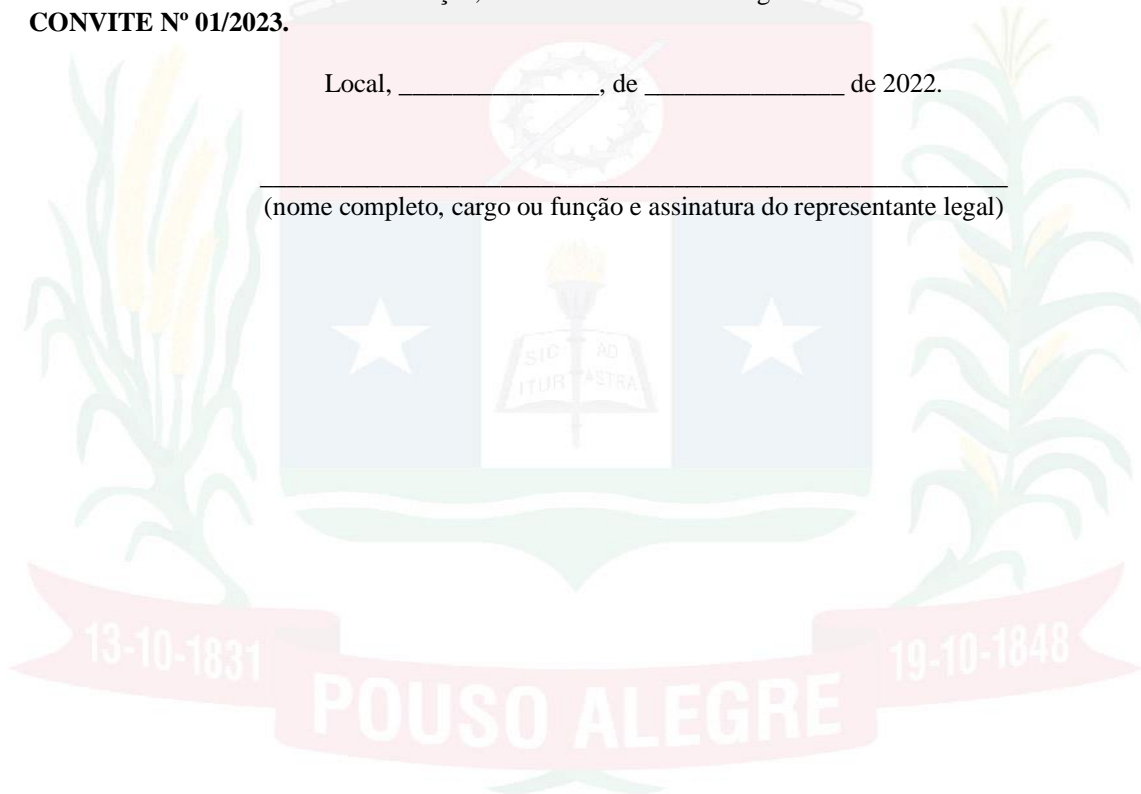 CONVITE Nº 01/2023.
Local, _______________, de _______________ de 2022.
________________________________________________________
(nome completo, cargo ou função e assinatura do representante legal)
SIC AD
ITUR ASTRA
13-10-1831
19-10-1848
POUSO ALEGRE